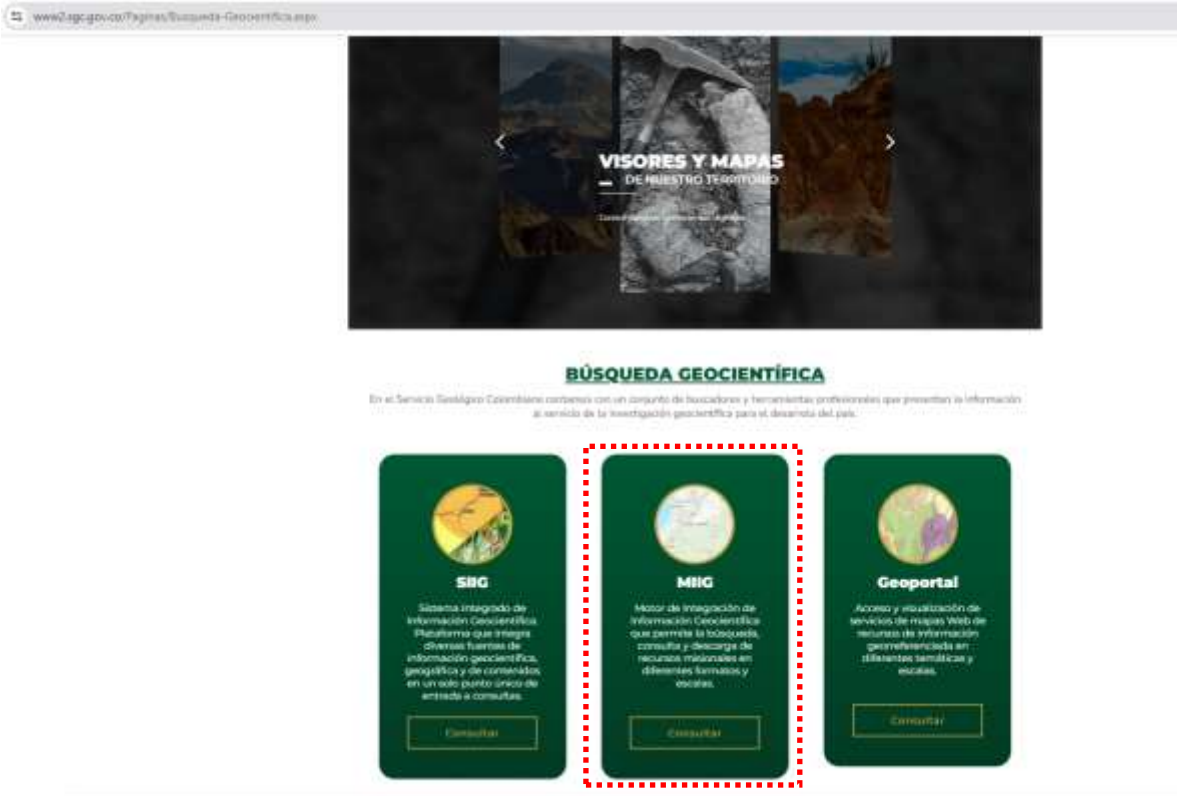 www2.sgc.gov.co/Paginas/Busqueda-Geocientifica.aspx
VISORES Y MAPAS
DE NUESTRO TERRITORIO
BÚSQUEDA GEOCIENTÍFICA
En el Servicio Geológico Colombiano contamos con un conjunto de buscadores y herramientas profesionales que presentan la información
al servicio de la investigación geocientífica para el desarrollo del país.
SIIG
Sistema Integrado de
Información Geocientífica.
Plataforma que integra
diversas fuentes de
información geocientífica,
geográfica y de contenidos
en un solo punto único de
entrada a consultas.
Consultar
MIIG
Motor de Integración de
Información Geocientífica
que permite la búsqueda,
consulta y descarga de
recursos misionales en
diferentes formatos y
escalas.
Consultar
Geoportal
Acceso y visualización de
servicios de mapas Web de
recursos de información
georreferenciada en
diferentes temáticas y
escalas.
Consultar